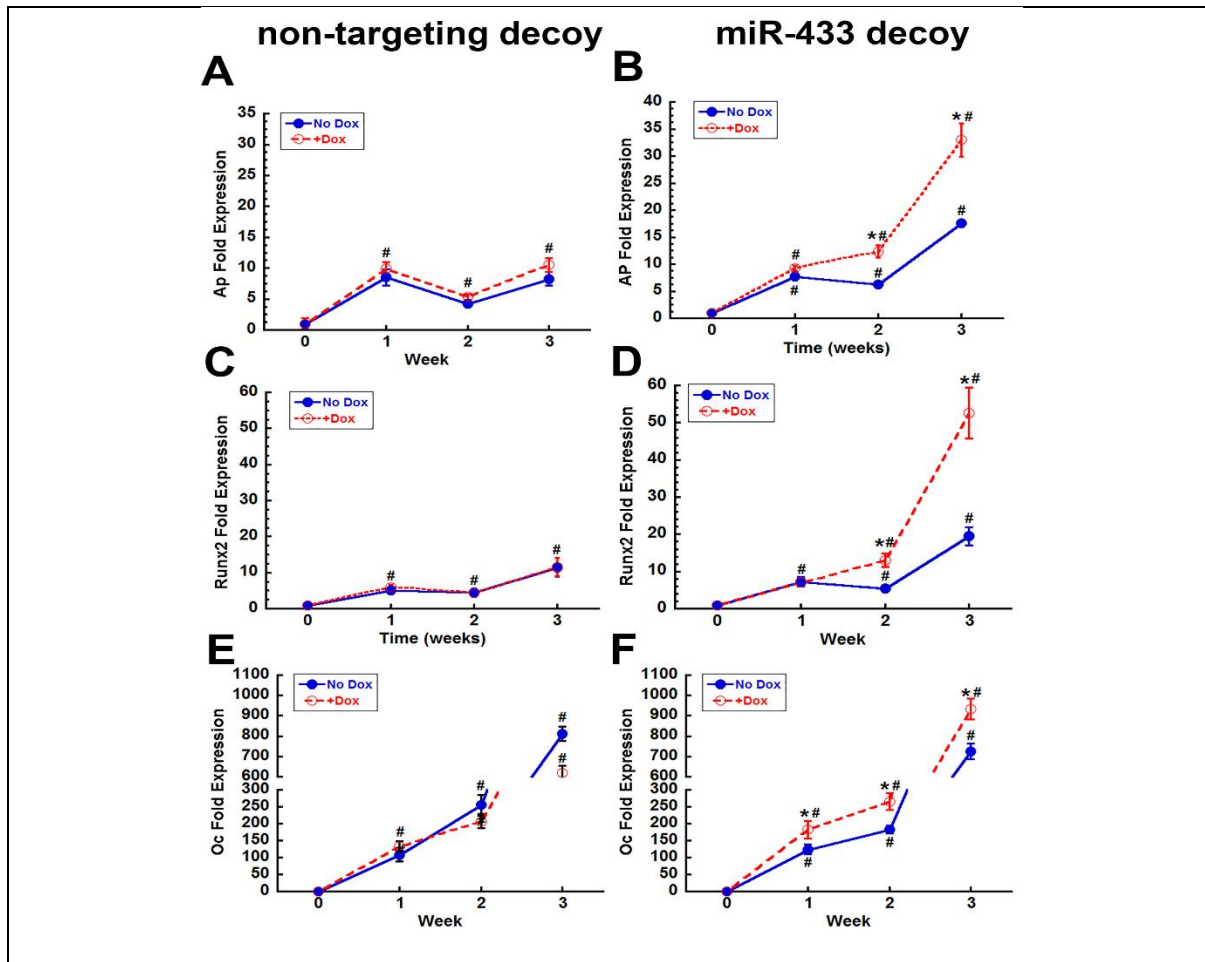 non-targeting decoy
miR-433 decoy
A
No Dox
+Dox
35
30
25
20
15
10
5
0
Ap Fold Expression
#
#
#
0 1 2 3
Week
B
No Dox
+Dox
40
35
30
25
20
15
10
5
0
AP Fold Expression
*#
#
*#
#
#
#
0 1 2 3
Time (weeks)
C
No Dox
+Dox
60
50
40
30
20
10
0
Runx2 Fold Expression
#
#
#
0 1 2 3
Time (weeks)
D
No Dox
+Dox
60
50
40
30
20
10
0
Runx2 Fold Expression
*#
#
*#
#
#
0 1 2 3
Week
E
No Dox
+Dox
1100
1000
900
800
700
600
300
250
200
150
100
50
0
Oc Fold Expression
#
#
#
#
#
0 1 2 3
Week
F
No Dox
+Dox
1100
1000
900
800
700
600
300
250
200
150
100
50
0
Oc Fold Expression
*#
#
*#
*#
#
#
0 1 2 3
Week